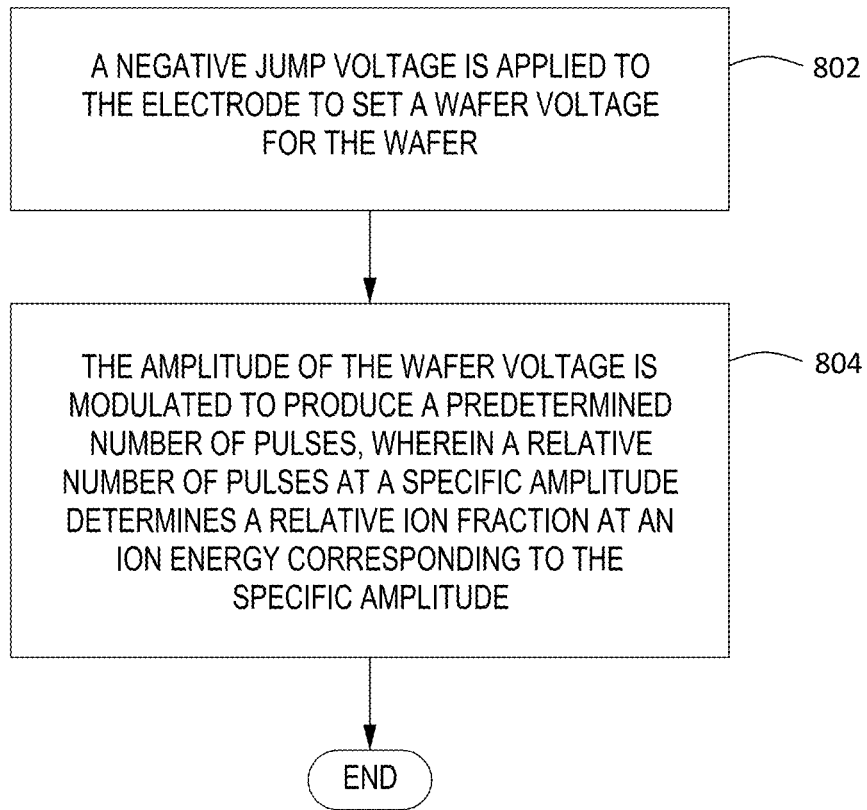 A NEGATIVE JUMP VOLTAGE IS APPLIED TO
THE ELECTRODE TO SET A WAFER VOLTAGE
FOR THE WAFER
802
THE AMPLITUDE OF THE WAFER VOLTAGE IS
MODULATED TO PRODUCE A PREDETERMINED
NUMBER OF PULSES, WHEREIN A RELATIVE
NUMBER OF PULSES AT A SPECIFIC AMPLITUDE
DETERMINES A RELATIVE ION FRACTION AT AN
ION ENERGY CORRESPONDING TO THE
SPECIFIC AMPLITUDE
804
END